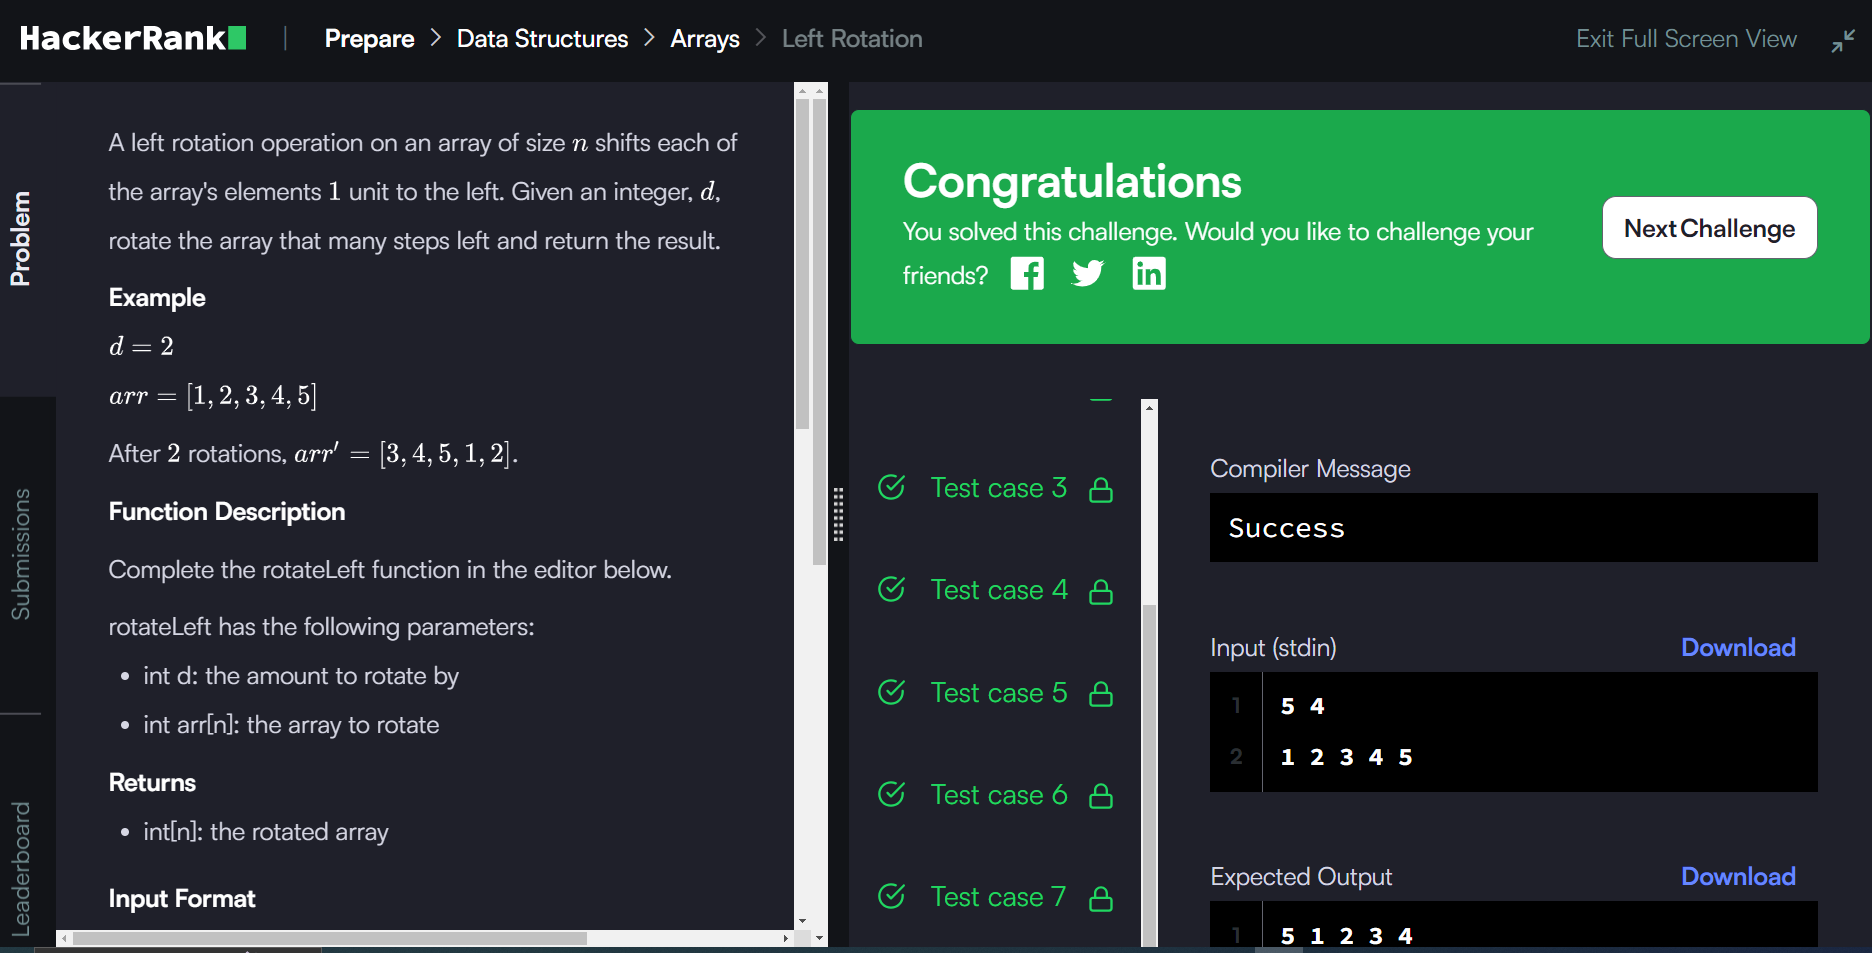 HackerRank
Prepare > Data Structures > Arrays > Left Rotation
Exit Full Screen View
Problem
Submissions
Leaderboard
A left rotation operation on an array of size n shifts each of
the array's elements 1 unit to the left. Given an integer, d,
rotate the array that many steps left and return the result.
Example
d = 2
arr = [1, 2, 3, 4, 5]
After 2 rotations, arr' = [3, 4, 5, 1, 2].
Function Description
Complete the rotateLeft function in the editor below.
rotateLeft has the following parameters:
• int d: the amount to rotate by
• int arr[n]: the array to rotate
Returns
• int[n]: the rotated array
Input Format
Congratulations
You solved this challenge. Would you like to challenge your
friends?
Next Challenge
Test case 3
Test case 4
Test case 5
Test case 6
Test case 7
Compiler Message
Success
Input (stdin)
Download
1 5 4
2 1 2 3 4 5
Expected Output
Download
1 5 1 2 3 4